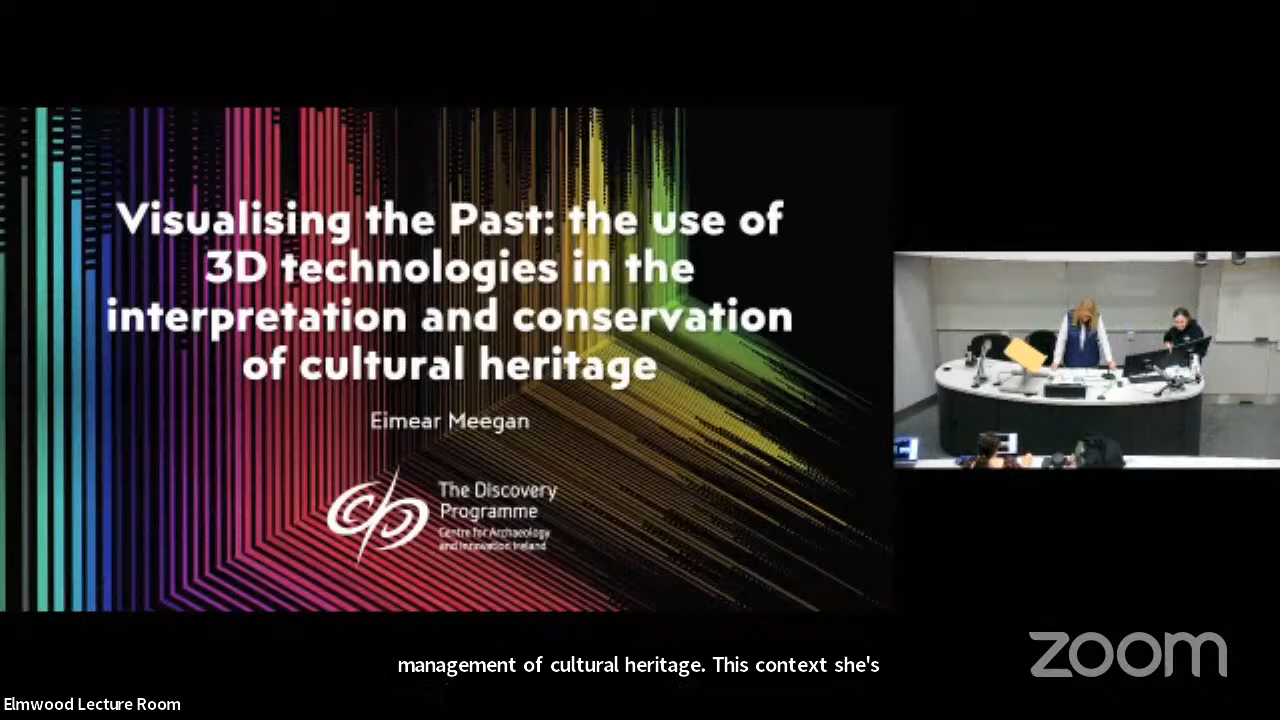 Visualising the Past: the use of
3D technologies in the
interpretation and conservation
of cultural heritage
Eimear Meegan
The Discovery
Programme
Centre for Archaeology
and Innovation Ireland
management of cultural heritage. This context she's
zoom
Elmwood Lecture Room